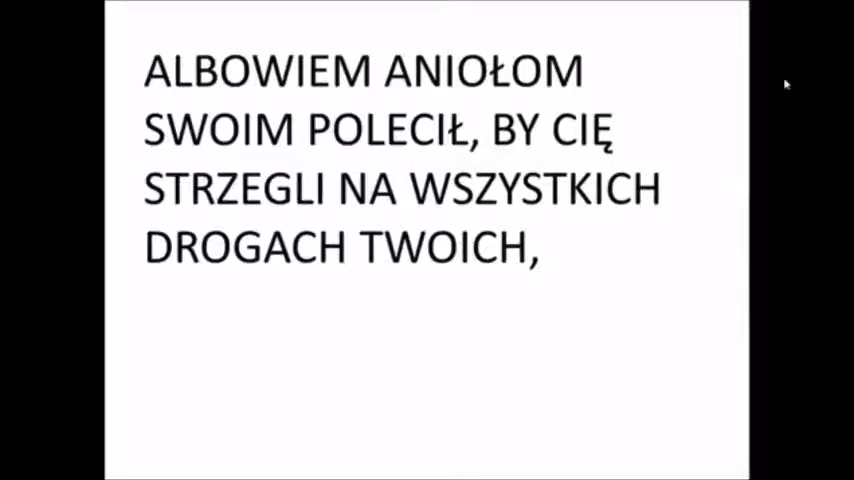 ALBOWIEM ANIOŁOM
SWOIM POLECIŁ, BY CIĘ
STRZEGLI NA WSZYSTKICH
DROGACH TWOICH,